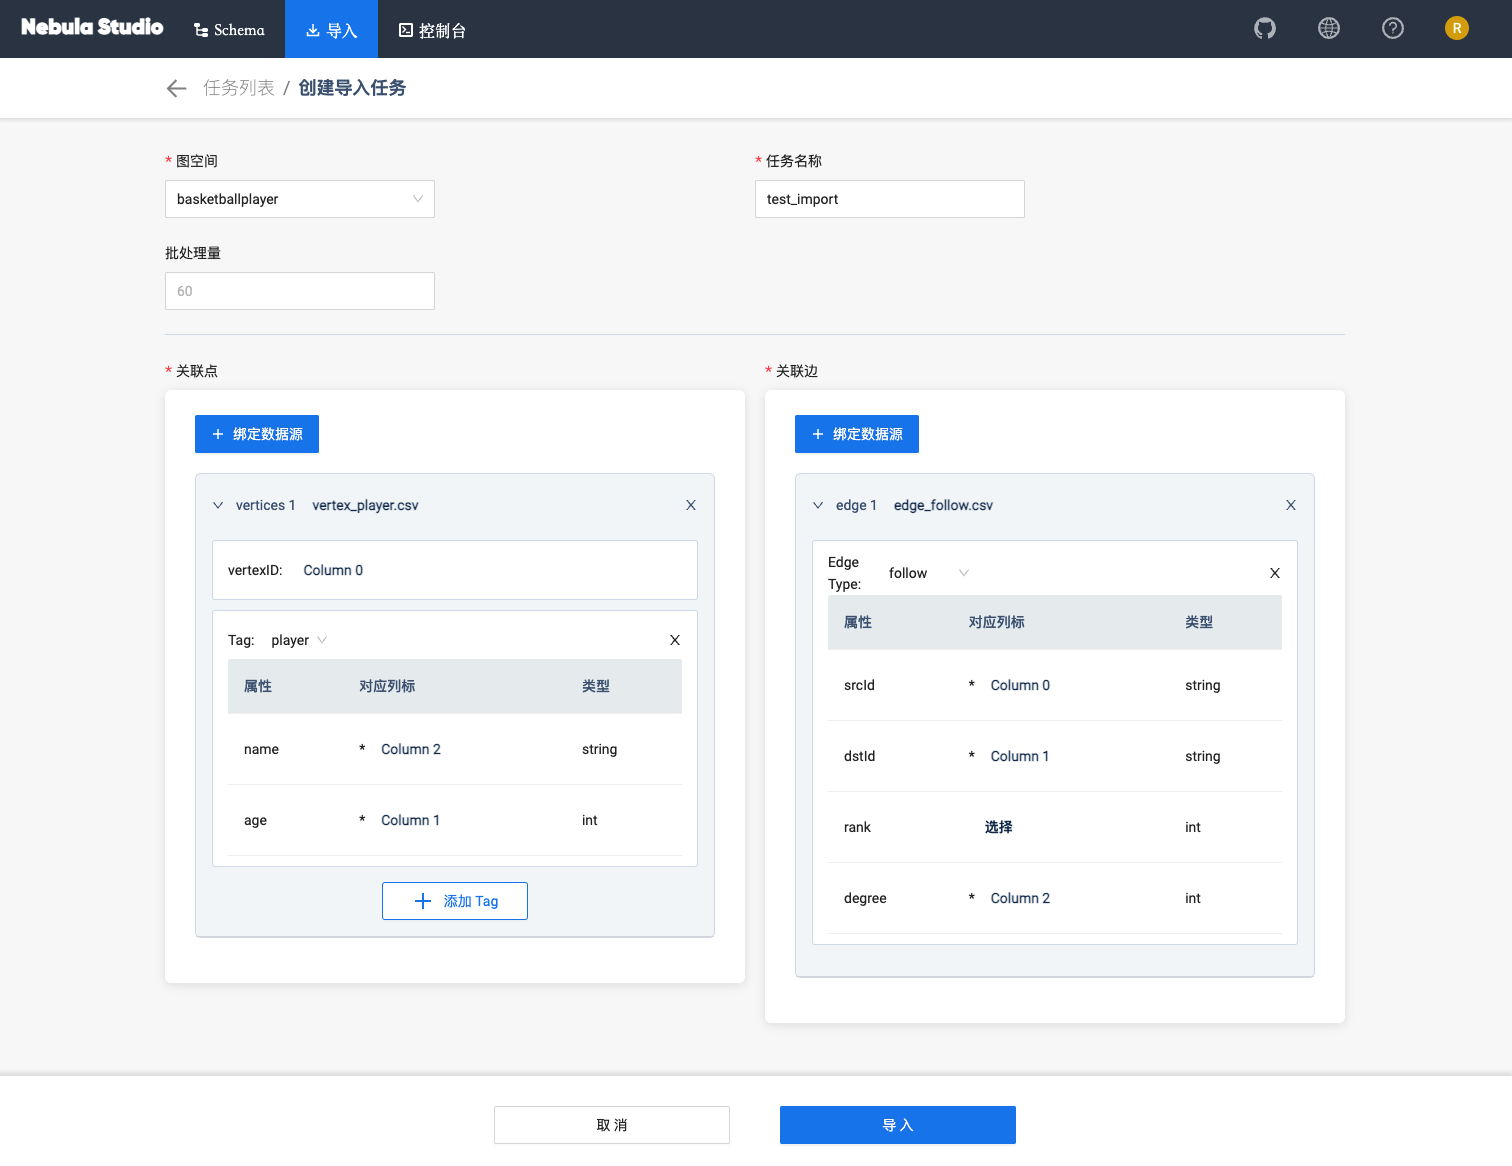 Nebula Studio Schema 导入 控制台 R
任务列表 / 创建导入任务
* 图空间
basketballplayer
* 任务名称
test_import
批处理量
60
* 关联点
+ 绑定数据源
vertices 1 vertex_player.csv X
vertexID: Column 0
Tag: player X
属性 对应列标 类型
name * Column 2 string
age * Column 1 int
+ 添加 Tag
* 关联边
+ 绑定数据源
edge 1 edge_follow.csv X
Edge
Type: follow X
属性 对应列标 类型
srcId * Column 0 string
dstId * Column 1 string
rank 选择 int
degree * Column 2 int
取消 导入